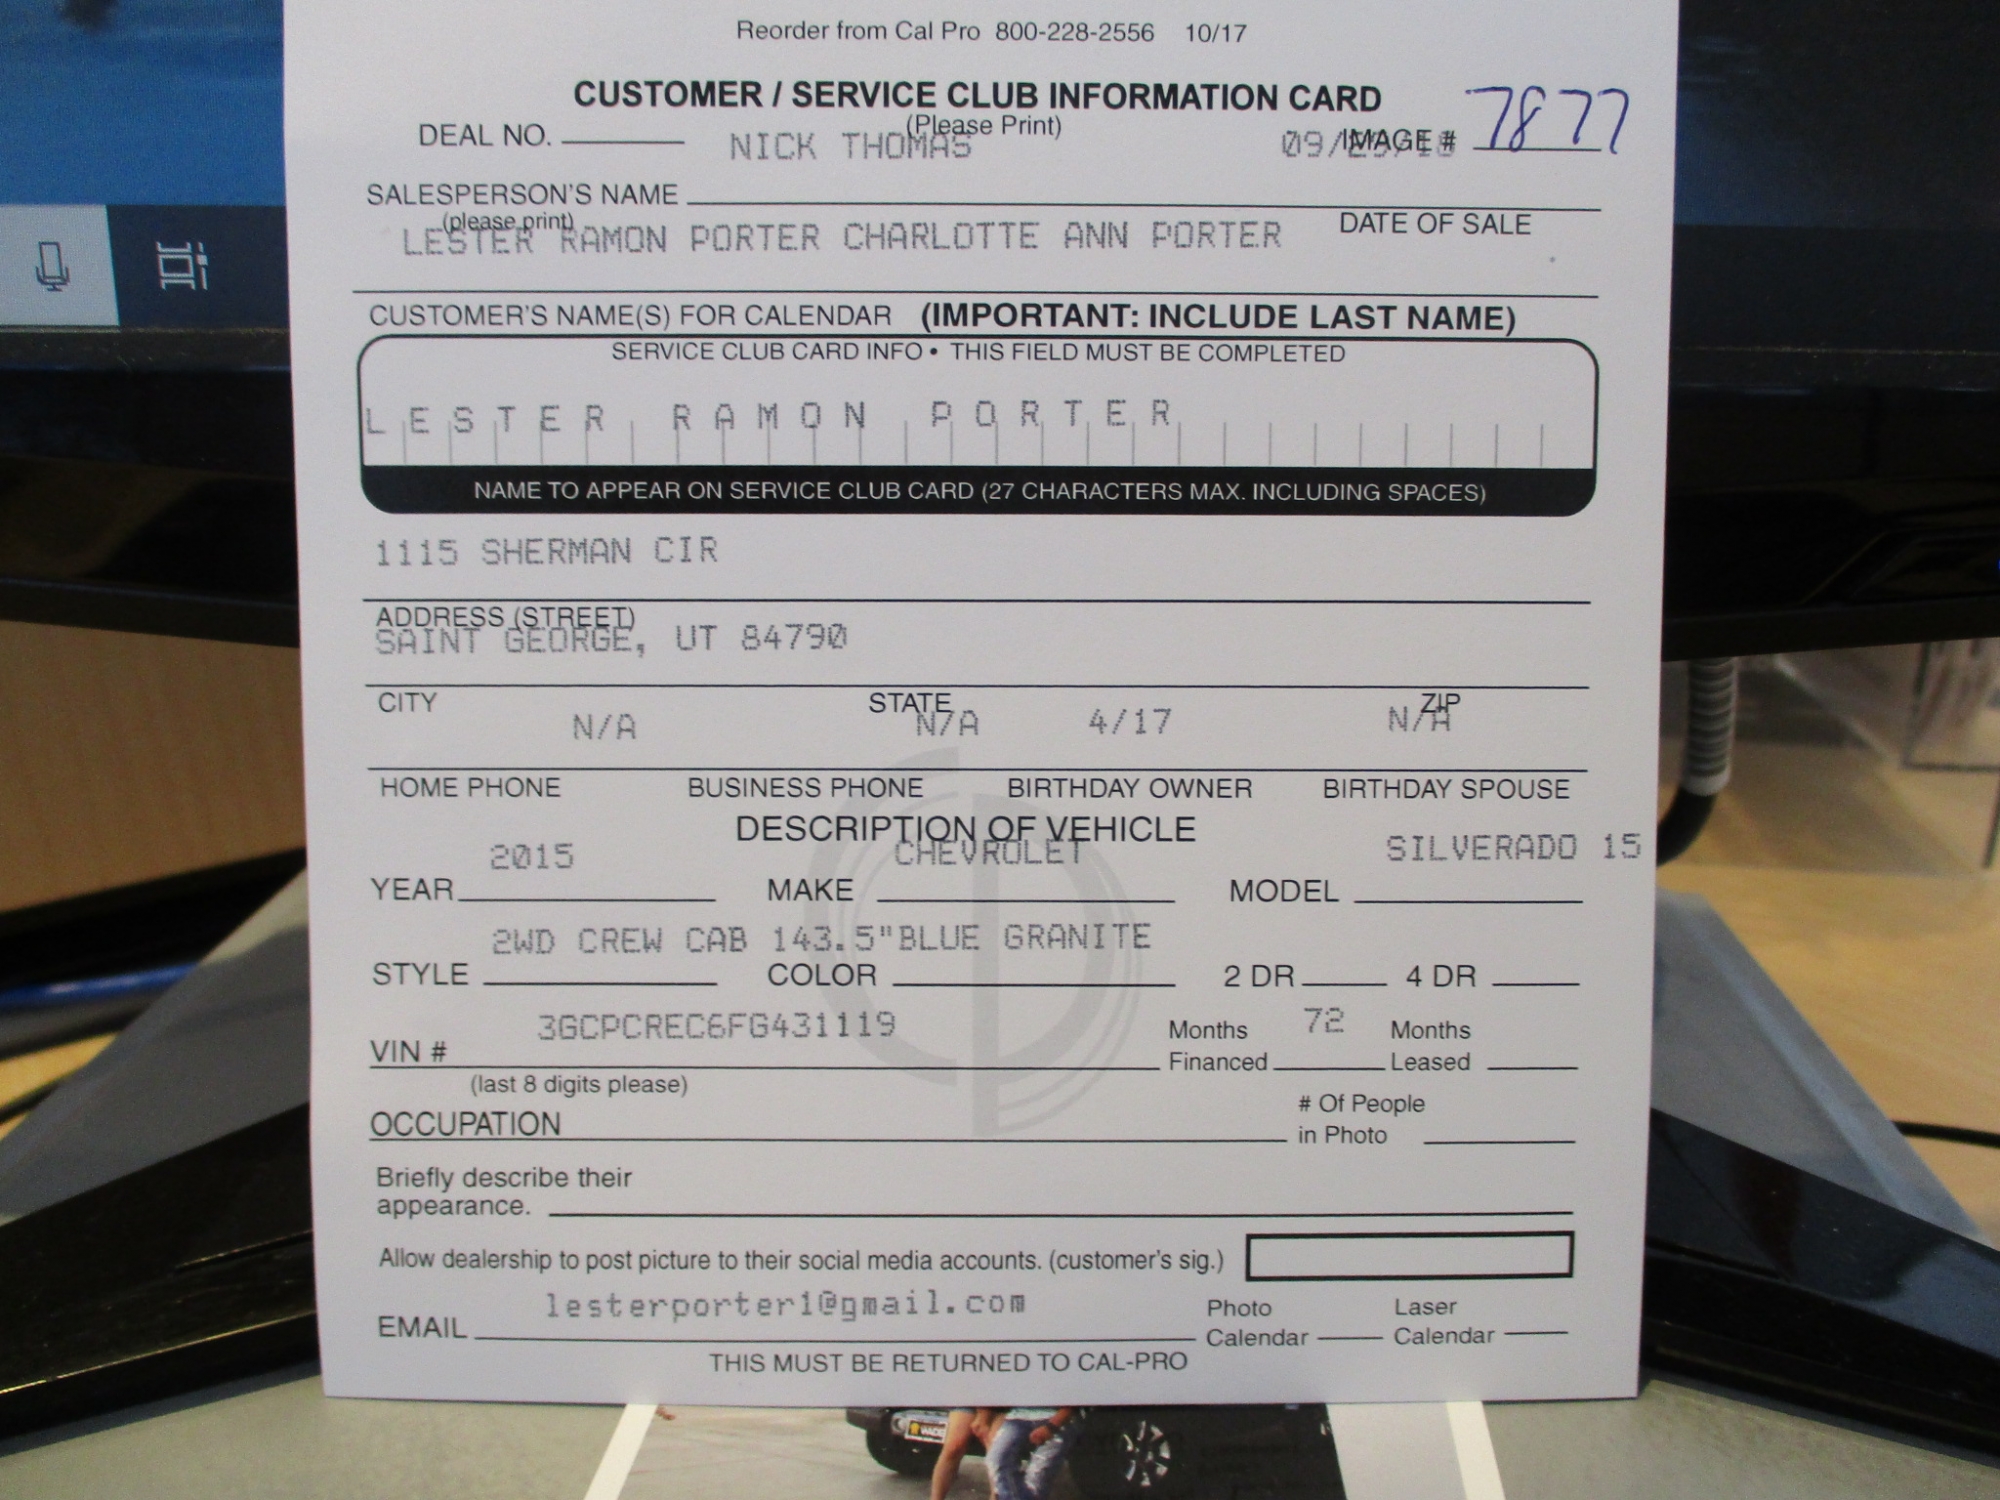 Reorder from Cal Pro 800-228-2556 10/17
CUSTOMER / SERVICE CLUB INFORMATION CARD
(Please Print)
DEAL NO. NICK THOMAS IMAGE # 7877
SALESPERSON'S NAME
(please print) DATE OF SALE
LESTER RAMON PORTER CHARLOTTE ANN PORTER
CUSTOMER'S NAME(S) FOR CALENDAR (IMPORTANT: INCLUDE LAST NAME)
SERVICE CLUB CARD INFO • THIS FIELD MUST BE COMPLETED
LESTER RAMON PORTER
NAME TO APPEAR ON SERVICE CLUB CARD (27 CHARACTERS MAX. INCLUDING SPACES)
1115 SHERMAN CIR
ADDRESS (STREET)
SAINT GEORGE, UT 84790
CITY STATE ZIP
N/A N/A 4/17 N/A
HOME PHONE BUSINESS PHONE BIRTHDAY OWNER BIRTHDAY SPOUSE
DESCRIPTION OF VEHICLE
2015 CHEVROLET SILVERADO 15
YEAR MAKE MODEL
2WD CREW CAB 143.5"BLUE GRANITE
STYLE COLOR 2 DR 4 DR
3GCPCREC6FG431119 Months 72 Months
VIN # Financed Leased
(last 8 digits please)
# Of People
OCCUPATION in Photo
Briefly describe their
appearance.
Allow dealership to post picture to their social media accounts. (customer's sig.)
lesterporter1@gmail.com Photo Laser
EMAIL Calendar Calendar
THIS MUST BE RETURNED TO CAL-PRO